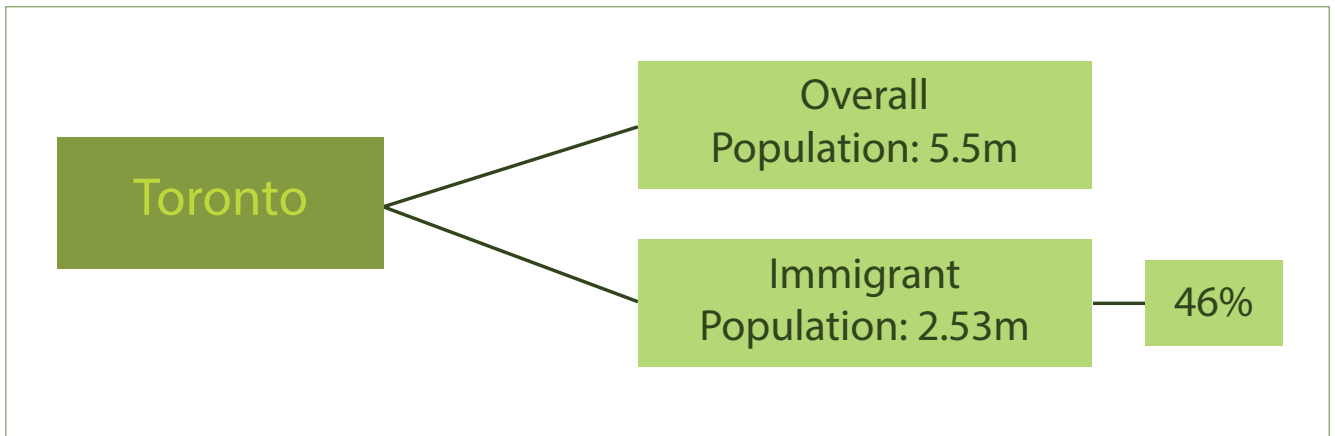 Toronto
Overall
Population: 5.5m
Immigrant
Population: 2.53m
46%